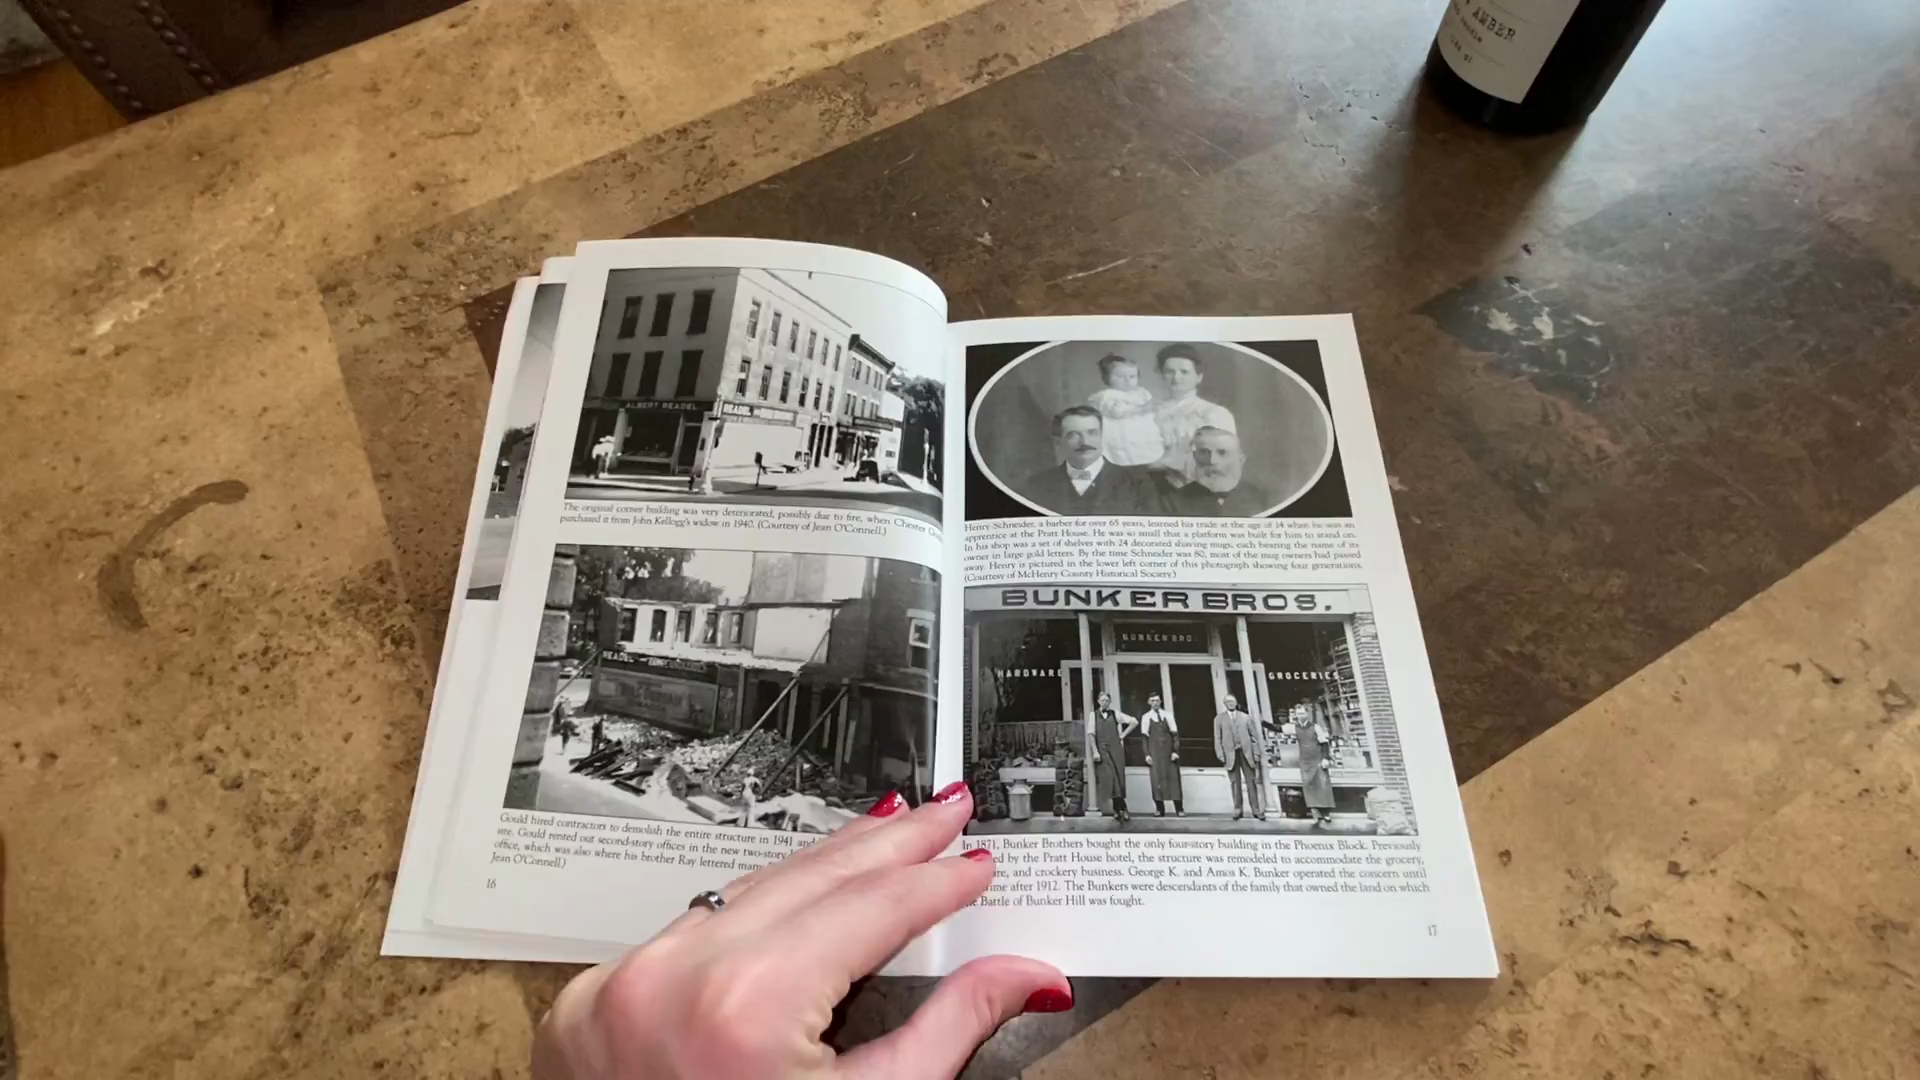 AMBER
ALBERT READEL
READEL
The original corner building was very deteriorated, possibly due to fire, when Chester
purchased it from John Kellogg's widow in 1940. (Courtesy of Jean O'Connell.)
READEL
Gould hired contractors to demolish the entire structure in 1941 and
site. Gould rented out second-story offices in the new two-story
office, which was also where his brother Ray lettered many
Jean O'Connell.)
16
Henry Schneider, a barber for over 65 years, learned his trade at the age of 14 when he was an
apprentice at the Pratt House. He was so small that a platform was built for him to stand on.
In his shop was a set of shelves with 24 decorated shaving mugs, each bearing the name of its
owner in large gold letters. By the time Schneider was 80, most of the mug owners had passed
away. Henry is pictured in the lower left corner of this photograph showing four generations.
(Courtesy of McHenry County Historical Society.)
BUNKER BROS.
BUNKER BRO
HARDWARE
GROCERIES
In 1871, Bunker Brothers bought the only four-story building in the Phoenix Block. Previously
by the Pratt House hotel, the structure was remodeled to accommodate the grocery,
and crockery business. George K. and Amos K. Bunker operated the concern until
after 1912. The Bunkers were descendants of the family that owned the land on which
Battle of Bunker Hill was fought.
17